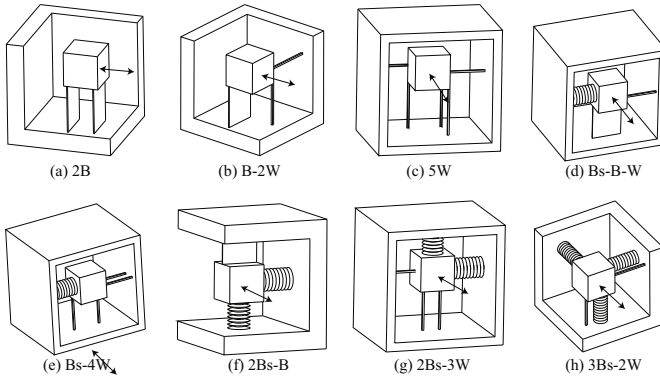 (a) 2B
(b) B-2W
(c) 5W
(d) Bs-B-W
(e) Bs-4W
(f) 2Bs-B
(g) 2Bs-3W
(h) 3Bs-2W